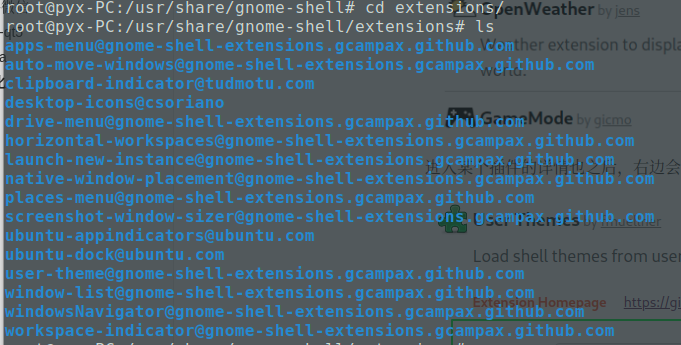 root@pyx-PC:/usr/share/gnome-shell# cd extensions/
root@pyx-PC:/usr/share/gnome-shell/extensions# ls
apps-menu@gnome-shell-extensions.gcampax.github.com
auto-move-windows@gnome-shell-extensions.gcampax.github.com
clipboard-indicator@tudmotu.com
desktop-icons@csoriano
drive-menu@gnome-shell-extensions.gcampax.github.com
horizontal-workspaces@gnome-shell-extensions.gcampax.github.com
launch-new-instance@gnome-shell-extensions.gcampax.github.com
native-window-placement@gnome-shell-extensions.gcampax.github.com
places-menu@gnome-shell-extensions.gcampax.github.com
screenshot-window-sizer@gnome-shell-extensions.gcampax.github.com
ubuntu-appindicators@ubuntu.com
ubuntu-dock@ubuntu.com
user-theme@gnome-shell-extensions.gcampax.github.com
window-list@gnome-shell-extensions.gcampax.github.com
windowsNavigator@gnome-shell-extensions.gcampax.github.com
workspace-indicator@gnome-shell-extensions.gcampax.github.com
OpenWeather by jens
Weather extension to display
world.
GameMode by gicmo
右边会
User Themes by
Load shell themes from user
Extension Homepage https://gi